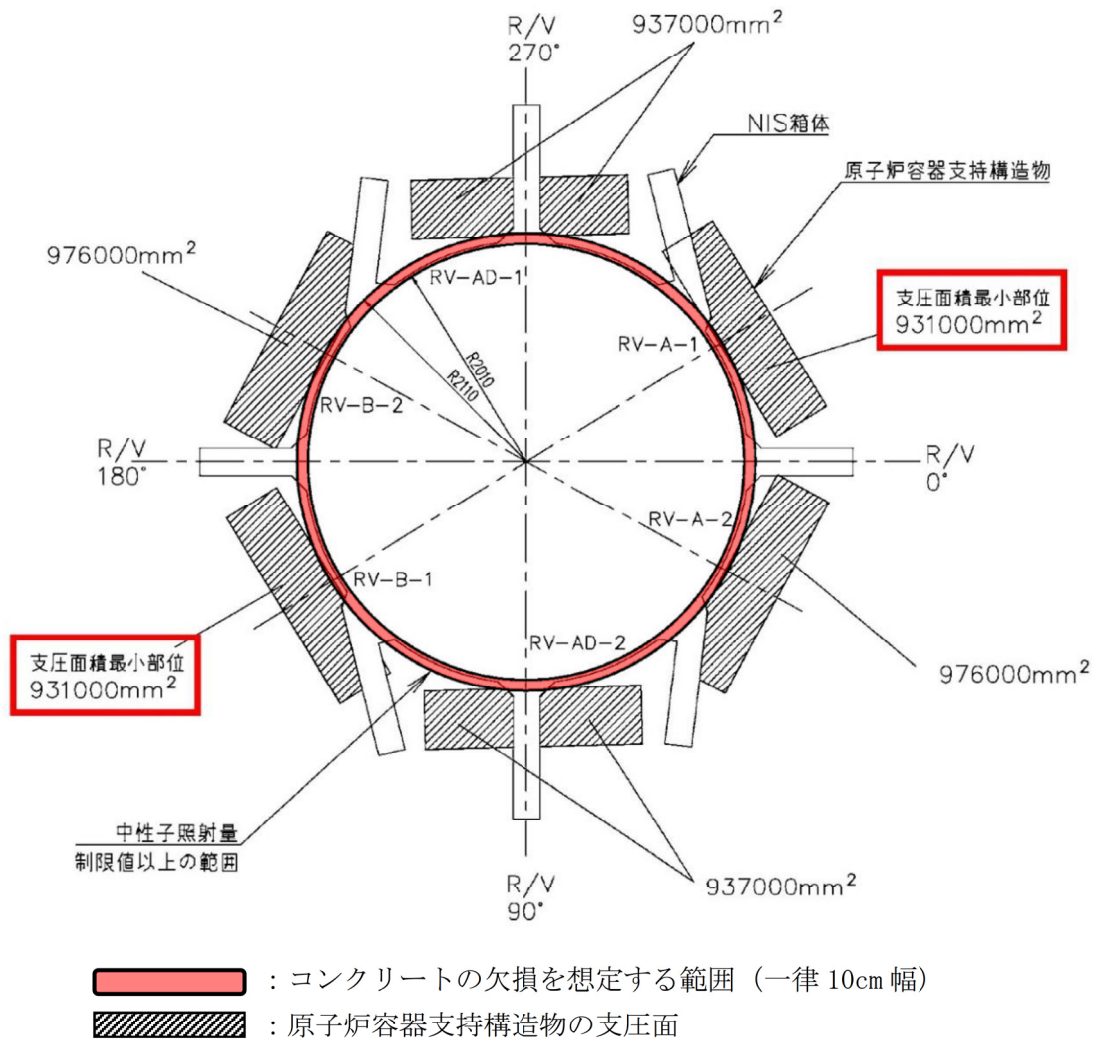 R/V
270°
937000mm²
NIS箱体
原子炉容器支持構造物
976000mm²
RV-AD-1
支圧面積最小部位
931000mm²
RV-A-1
R2010
R2110
RV-B-2
R/V
180°
R/V
0°
RV-A-2
RV-B-1
RV-AD-2
支圧面積最小部位
931000mm²
976000mm²
中性子照射量
制限値以上の範囲
R/V
90°
937000mm²
：コンクリートの欠損を想定する範囲（一律 10cm 幅）
：原子炉容器支持構造物の支圧面